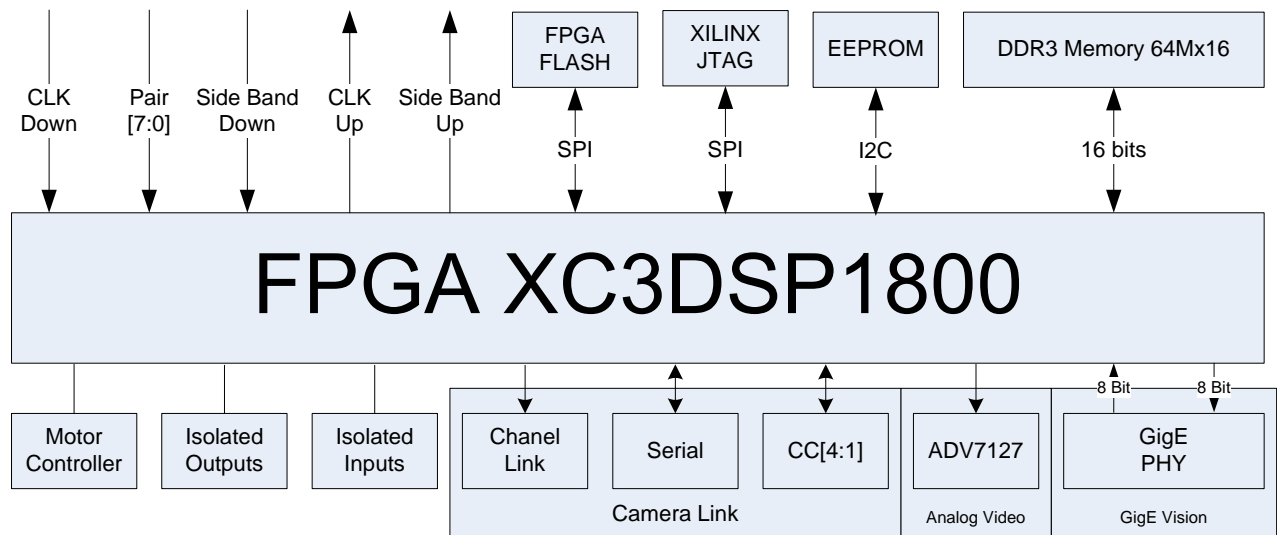 FPGA
FLASH
XILINX
JTAG
EEPROM
DDR3 Memory 64Mx16
CLK
Down
Pair
[7:0]
Side Band
Down
CLK
Up
Side Band
Up
SPI
SPI
I2C
16 bits
FPGA XC3DSP1800
8 Bit
8 Bit
Motor
Controller
Isolated
Outputs
Isolated
Inputs
Chanel
Link
Serial
CC[4:1]
ADV7127
GigE
PHY
Camera Link
Analog Video
GigE Vision